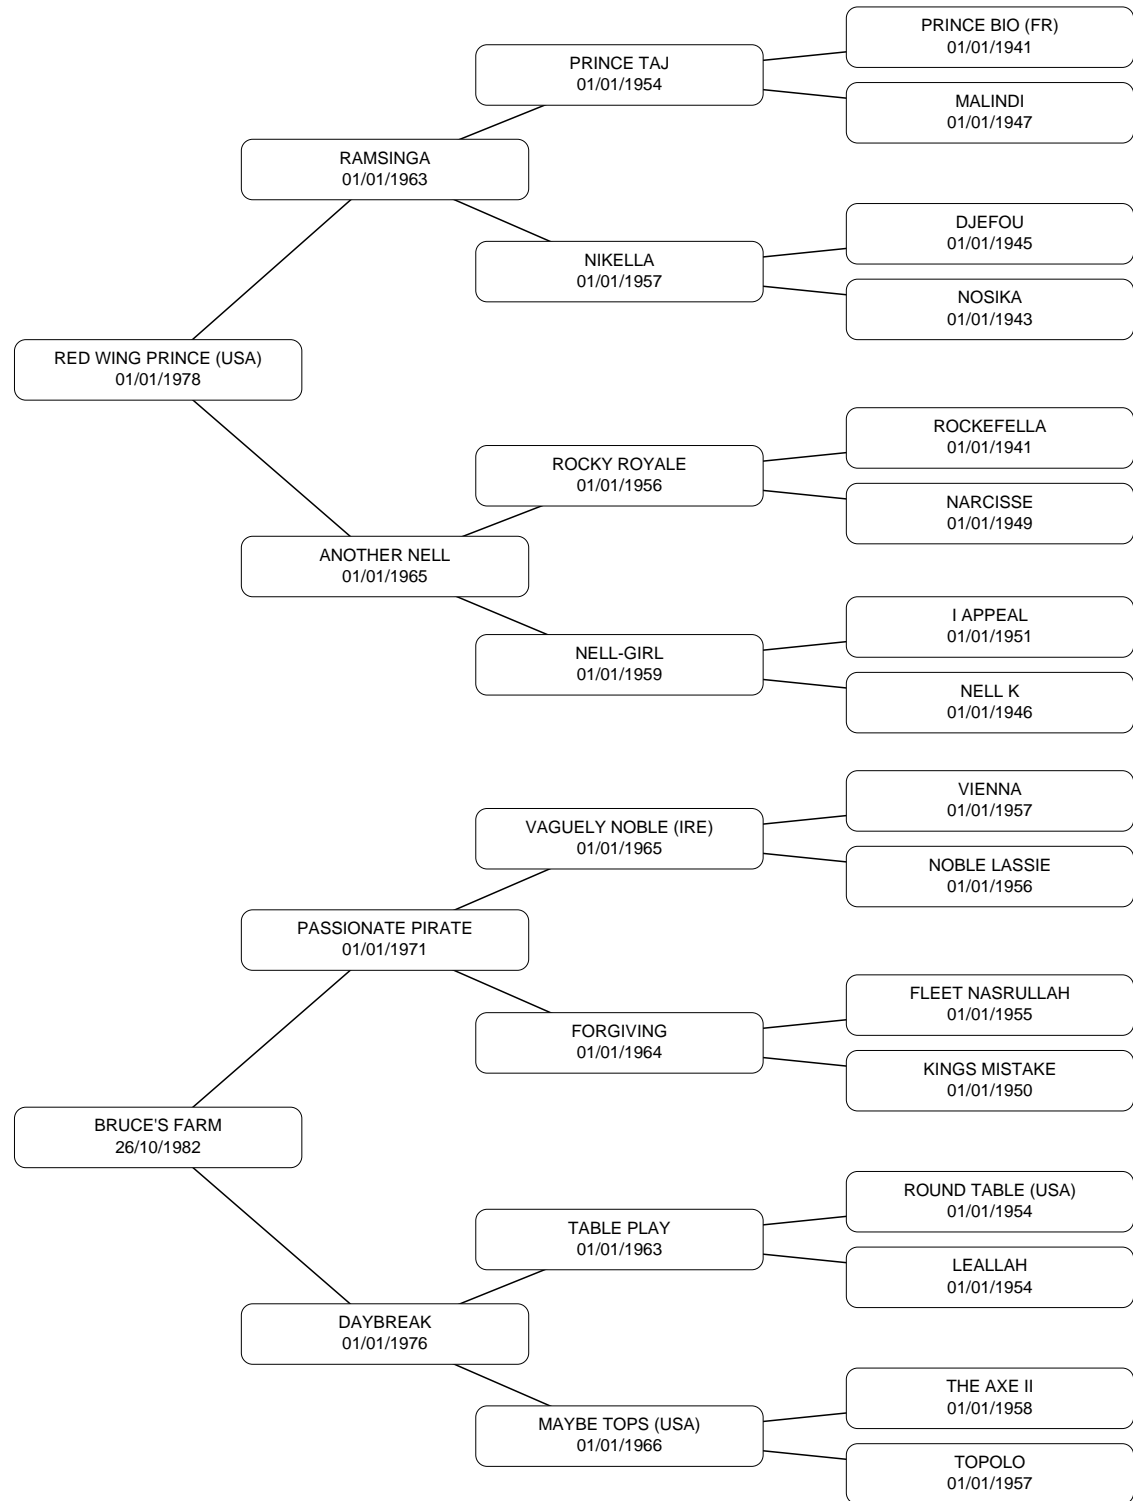 PRINCE BIO (FR)
01/01/1941
PRINCE TAJ
01/01/1954
MALINDI
01/01/1947
RAMSINGA
01/01/1963
DJEFOU
01/01/1945
NIKELLA
01/01/1957
NOSIKA
01/01/1943
RED WING PRINCE (USA)
01/01/1978
ROCKEFELLA
01/01/1941
ROCKY ROYALE
01/01/1956
NARCISSE
01/01/1949
ANOTHER NELL
01/01/1965
I APPEAL
01/01/1951
NELL-GIRL
01/01/1959
NELL K
01/01/1946
VIENNA
01/01/1957
VAGUELY NOBLE (IRE)
01/01/1965
NOBLE LASSIE
01/01/1956
PASSIONATE PIRATE
01/01/1971
FLEET NASRULLAH
01/01/1955
FORGIVING
01/01/1964
KINGS MISTAKE
01/01/1950
BRUCE'S FARM
26/10/1982
ROUND TABLE (USA)
01/01/1954
TABLE PLAY
01/01/1963
LEALLAH
01/01/1954
DAYBREAK
01/01/1976
THE AXE II
01/01/1958
MAYBE TOPS (USA)
01/01/1966
TOPOLO
01/01/1957